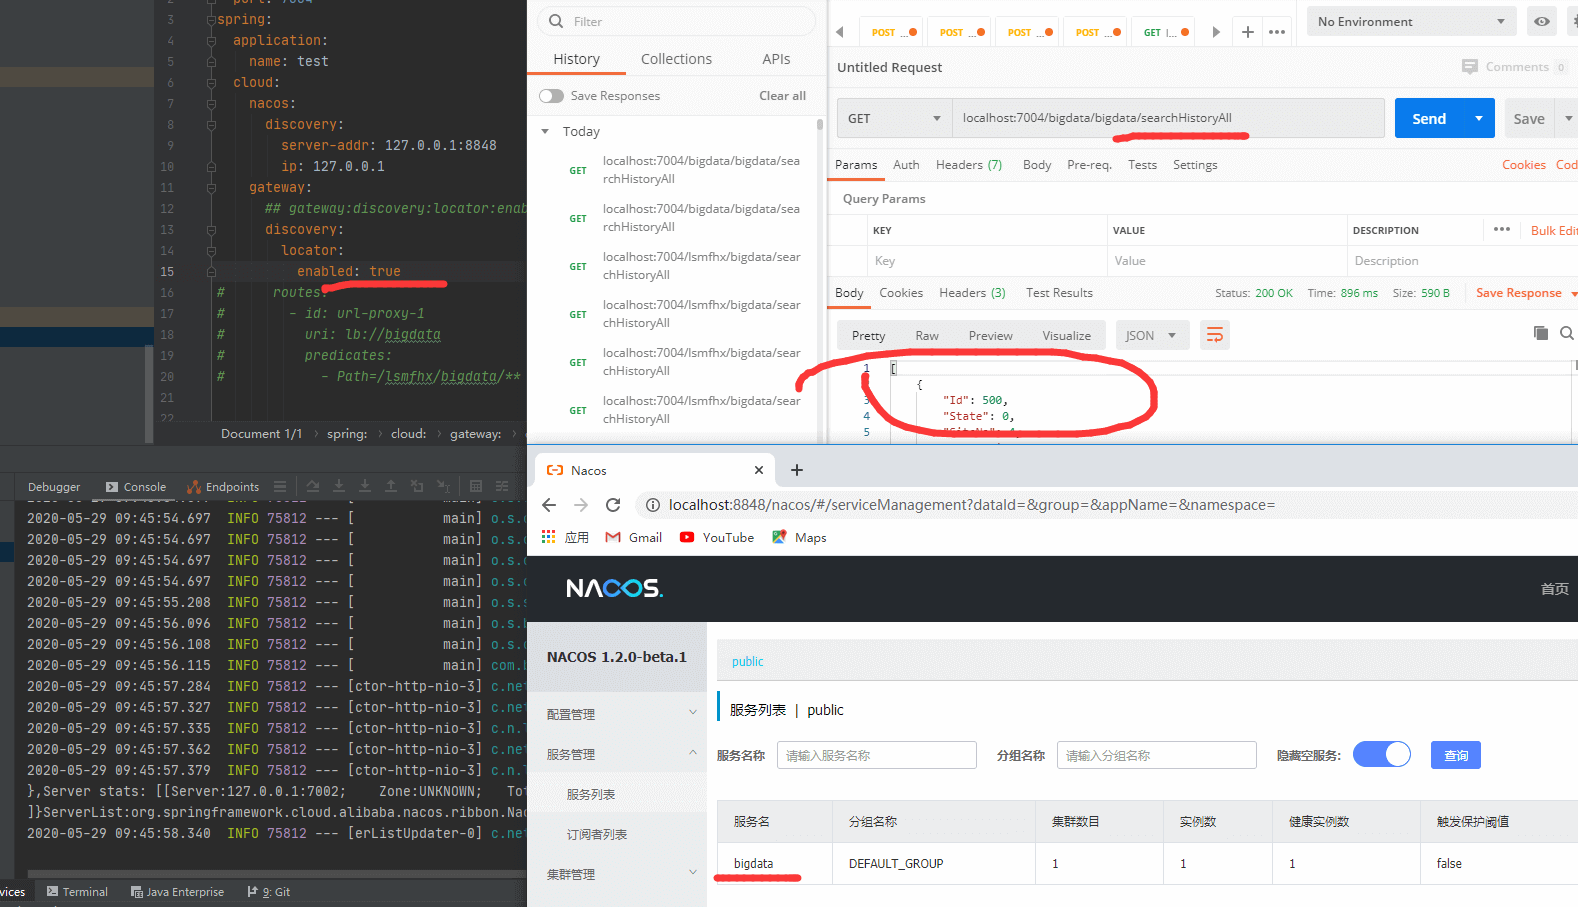 port: 7004
3 spring:
4 application:
5 name: test
6 cloud:
7 nacos:
8 discovery:
9 server-addr: 127.0.0.1:8848
10 ip: 127.0.0.1
11 gateway:
12 ## gateway:discovery:locator:enab
13 discovery:
14 locator:
15 enabled: true
16 # routes:
17 # - id: url-proxy-1
18 # uri: lb://bigdata
19 # predicates:
20 # - Path=/lsmfhx/bigdata/**
21
22
Document 1/1 › spring: › cloud: › gateway: ›
Filter
History Collections APIs
Save Responses Clear all
Today
GET localhost:7004/bigdata/bigdata/sea
rchHistoryAll
GET localhost:7004/bigdata/bigdata/sea
rchHistoryAll
GET localhost:7004/lsmfhx/bigdata/sear
chHistoryAll
GET localhost:7004/lsmfhx/bigdata/sear
chHistoryAll
GET localhost:7004/lsmfhx/bigdata/sear
chHistoryAll
GET localhost:7004/lsmfhx/bigdata/sear
chHistoryAll
POST ... POST ... POST ... POST ... GET l...
No Environment
Untitled Request
Comments 0
GET localhost:7004/bigdata/bigdata/searchHistoryAll Send Save
Params Auth Headers (7) Body Pre-req. Tests Settings Cookies Cod
Query Params
KEY VALUE DESCRIPTION ••• Bulk Edit
Key Value Description
Body Cookies Headers (3) Test Results Status: 200 OK Time: 896 ms Size: 590 B Save Response
Pretty Raw Preview Visualize JSON
1 [
{
3 "Id": 500,
4 "State": 0,
5
Debugger Console Endpoints
2020-05-29 09:45:54.697 INFO 75812 --- [ main] o.s.c
2020-05-29 09:45:54.697 INFO 75812 --- [ main] o.s.c
2020-05-29 09:45:54.697 INFO 75812 --- [ main] o.s.c
2020-05-29 09:45:54.697 INFO 75812 --- [ main] o.s.c
2020-05-29 09:45:55.208 INFO 75812 --- [ main] o.s.s
2020-05-29 09:45:56.096 INFO 75812 --- [ main] o.s.b
2020-05-29 09:45:56.108 INFO 75812 --- [ main] o.s.c
2020-05-29 09:45:56.115 INFO 75812 --- [ main] com.b
2020-05-29 09:45:57.284 INFO 75812 --- [ctor-http-nio-3] c.net
2020-05-29 09:45:57.327 INFO 75812 --- [ctor-http-nio-3] c.net
2020-05-29 09:45:57.335 INFO 75812 --- [ctor-http-nio-3] c.n.l
2020-05-29 09:45:57.362 INFO 75812 --- [ctor-http-nio-3] c.net
2020-05-29 09:45:57.379 INFO 75812 --- [ctor-http-nio-3] c.n.l
},Server stats: [[Server:127.0.0.1:7002; Zone:UNKNOWN; Tot
]}ServerList:org.springframework.cloud.alibaba.nacos.ribbon.Nac
2020-05-29 09:45:58.340 INFO 75812 --- [erListUpdater-0] c.net
vices Terminal Java Enterprise 9: Git
Nacos
localhost:8848/nacos/#/serviceManagement?dataId=&group=&appName=&namespace=
应用 Gmail YouTube Maps
NACOS. 首页
NACOS 1.2.0-beta.1
配置管理
服务管理
服务列表
订阅者列表
集群管理
public
服务列表 | public
服务名称 请输入服务名称 分组名称 请输入分组名称 隐藏空服务: 查询
服务名 分组名称 集群数目 实例数 健康实例数 触发保护阈值
bigdata DEFAULT_GROUP 1 1 1 false